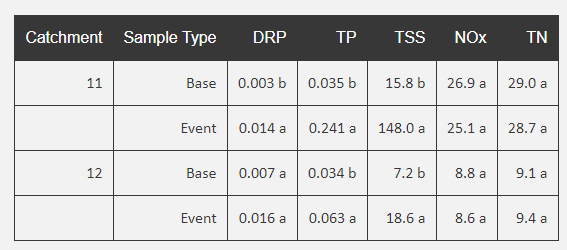 Catchment Sample Type DRP TP TSS NOx TN
11 Base 0.003 b 0.035 b 15.8 b 26.9 a 29.0 a
Event 0.014 a 0.241 a 148.0 a 25.1 a 28.7 a
12 Base 0.007 a 0.034 b 7.2 b 8.8 a 9.1 a
Event 0.016 a 0.063 a 18.6 a 8.6 a 9.4 a